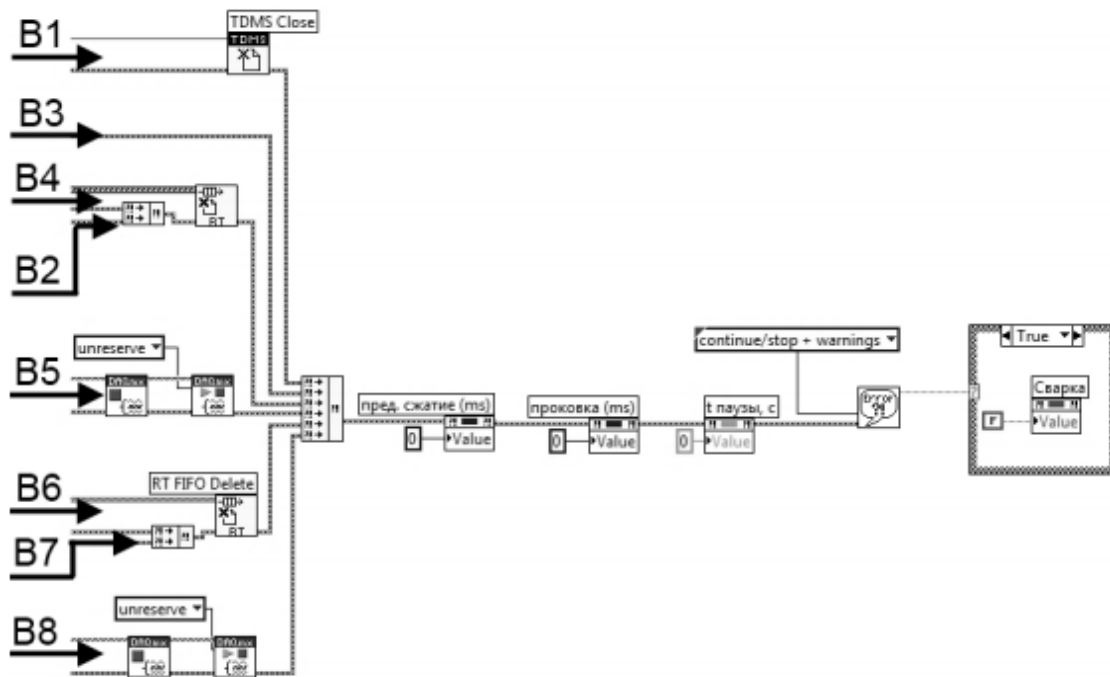 TDMS Close
B1
TDMS
B3
B4
RT
B2
unreserve
continue/stop + warnings
True
B5
DAQmx
DAQmx
пред. сжатие (ms)
проковка (ms)
t паузы, с
Error
Сварка
0
Value
0
Value
0
Value
F
Value
B6
RT FIFO Delete
RT
B7
unreserve
B8
DAQmx
DAQmx